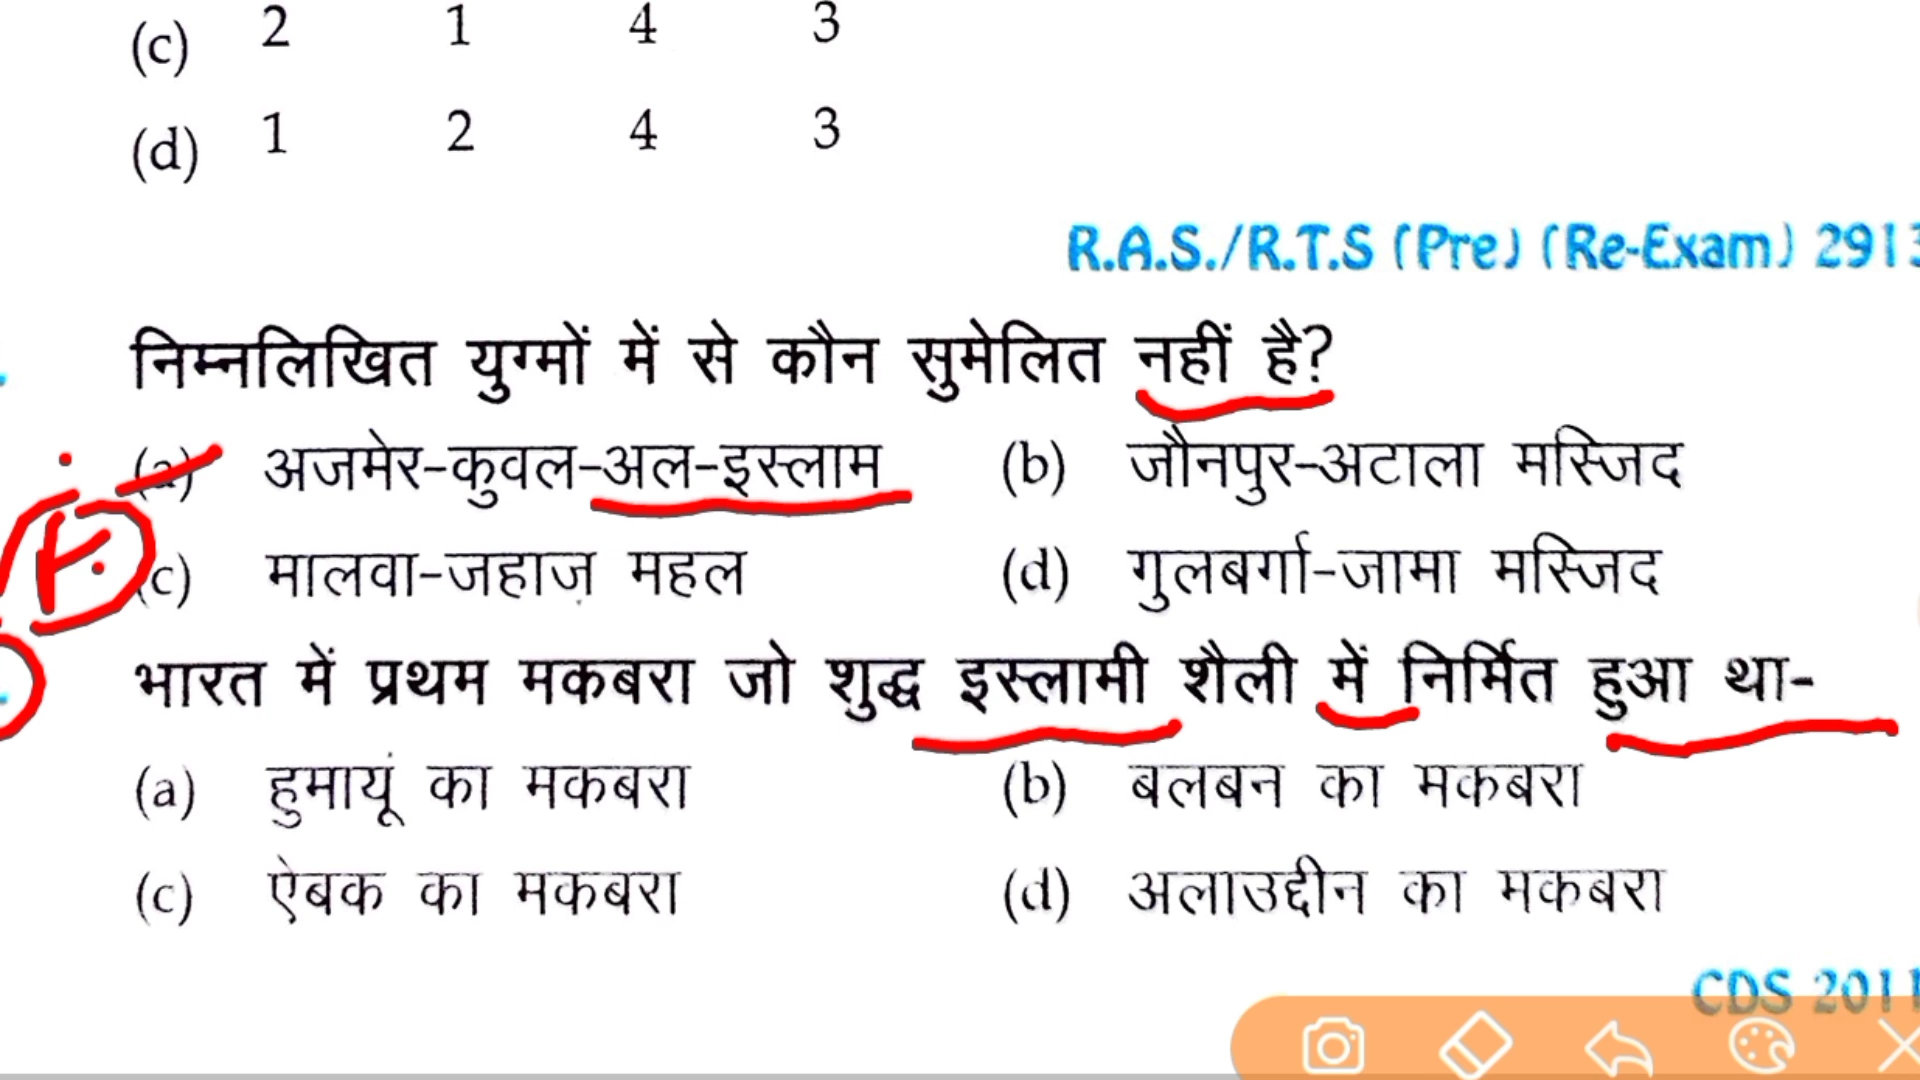 (c) 2 1 4 3
(d) 1 2 4 3
R.A.S./R.T.S (Pre) (Re-Exam) 2913
निम्नलिखित युग्मों में से कौन सुमेलित नहीं है?
(a) अजमेर-कुवल-अल-इस्लाम (b) जौनपुर-अटाला मस्जिद
(c) मालवा-जहाज़ महल (d) गुलबर्गा-जामा मस्जिद
भारत में प्रथम मकबरा जो शुद्ध इस्लामी शैली में निर्मित हुआ था-
(a) हुमायूं का मकबरा (b) बलबन का मकबरा
(c) ऐबक का मकबरा (d) अलाउद्दीन का मकबरा
CDS 2011